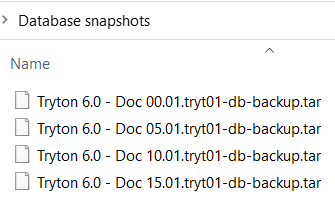 Database snapshots
Name
Tryton 6.0 - Doc 00.01.tryt01-db-backup.tar
Tryton 6.0 - Doc 05.01.tryt01-db-backup.tar
Tryton 6.0 - Doc 10.01.tryt01-db-backup.tar
Tryton 6.0 - Doc 15.01.tryt01-db-backup.tar